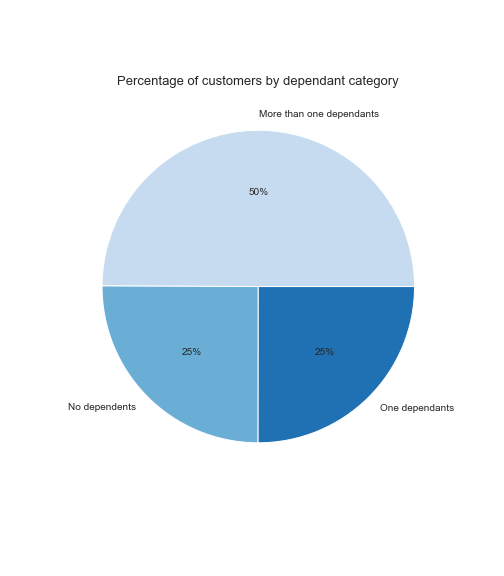 Percentage of customers by dependant category
More than one dependants
50%
25%
25%
No dependents
One dependants